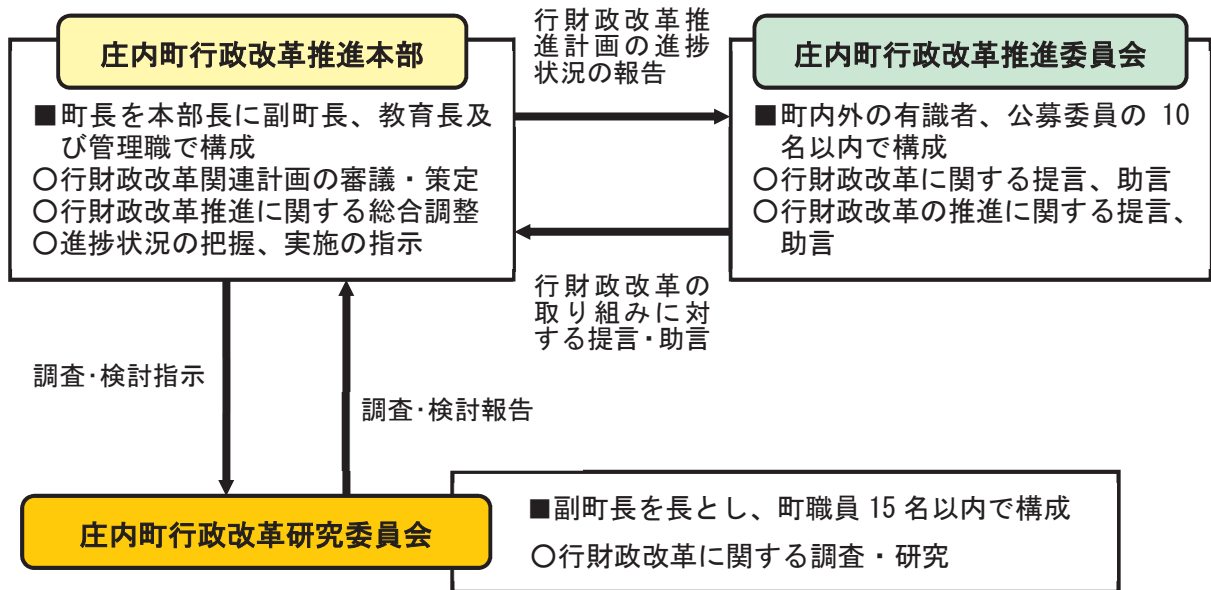 庄内町行政改革推進本部
■町長を本部長に副町長、教育長及
び管理職で構成
○行財政改革関連計画の審議・策定
○行財政改革推進に関する総合調整
○進捗状況の把握、実施の指示
行財政改革推
進計画の進捗
状況の報告
庄内町行政改革推進委員会
■町内外の有識者、公募委員の 10
名以内で構成
○行財政改革に関する提言、助言
○行財政改革の推進に関する提言、
助言
行財政改革の
取り組みに対
する提言・助言
調査・検討指示
調査・検討報告
庄内町行政改革研究委員会
■副町長を長とし、町職員 15 名以内で構成
○行財政改革に関する調査・研究